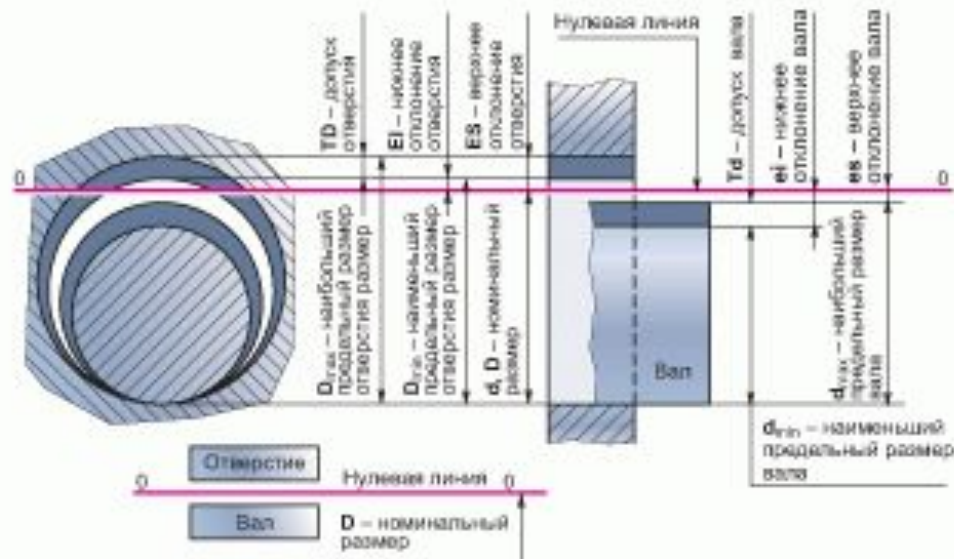 Нулевая линия
TD – допуск
отверстия
EI – нижнее
отклонение
отверстия
ES – верхнее
отклонение
отверстия
Td – допуск вала
ei – нижнее
отклонение вала
es – верхнее
отклонение вала
0
0
Dmax – наибольший
предельный размер
отверстия размер
Dmin – наименьший
предельный размер
отверстия размер
d, D – номинальный
размер
Вал
dmax – наибольший
предельный размер
вала
dmin – наименьший
предельный размер
вала
Отверстие
0
Нулевая линия
0
Вал
D – номинальный
размер